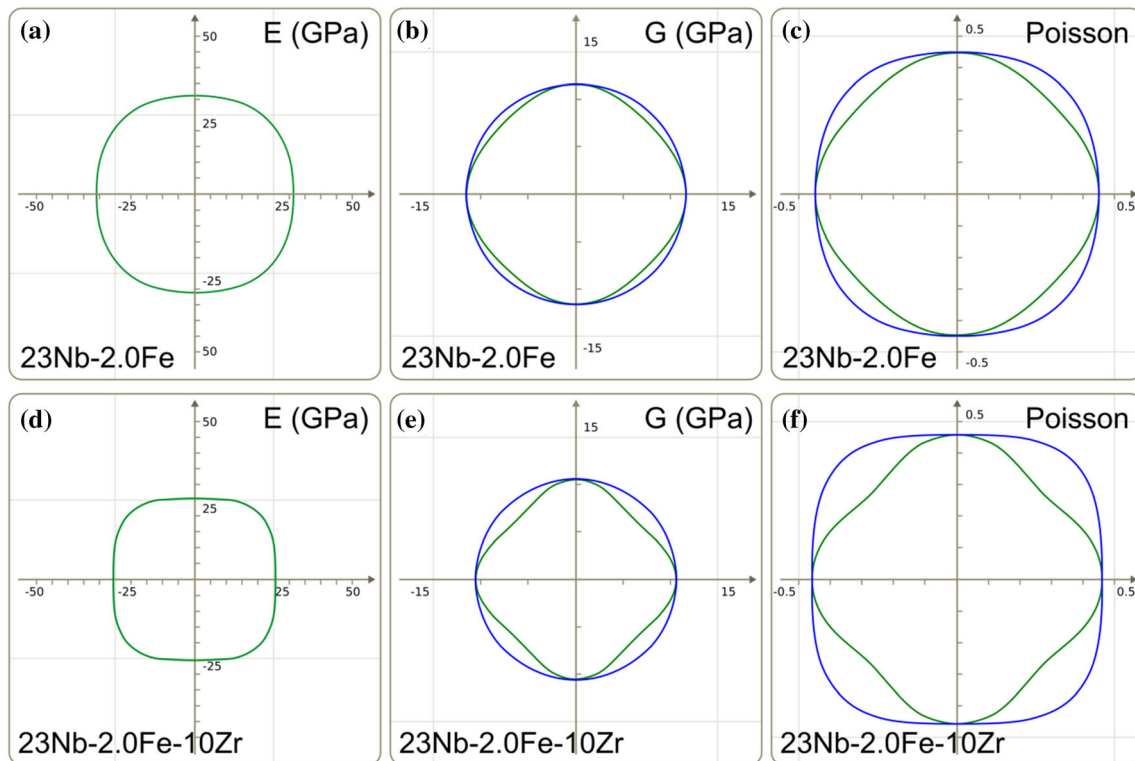 (a) 50 E (GPa)
25
-50 -25 25 50
-25
50
23Nb-2.0Fe
(b) 15 G (GPa)
-15 15
-15
23Nb-2.0Fe
(c) 0.5 Poisson
-0.5 0.5
-0.5
23Nb-2.0Fe
(d) 50 E (GPa)
25
-50 -25 25 50
-25
23Nb-2.0Fe-10Zr
(e) 15 G (GPa)
-15 15
23Nb-2.0Fe-10Zr
(f) 0.5 Poisson
-0.5 0.5
23Nb-2.0Fe-10Zr